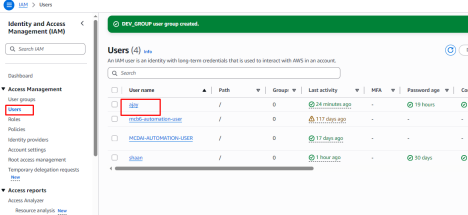 IAM > Users
Identity and Access Management (IAM)
Search IAM
Dashboard
Access Management
User groups
Users
Roles
Policies
Identity providers
Account settings
Root access management
Temporary delegation requests
New
Access reports
Access Analyzer
Resource analysis New
DEV_GROUP user group created.
Users (4) Info
An IAM user is an identity with long-term credentials that is used to interact with AWS in an account.
Search
User name Path Group Last activity MFA Password age
/ 0 24 minutes ago - 19 hours
mcdai-automation-user / 0 117 days ago - -
MCDAI-AUTOMATION-USER / 0 17 days ago - -
shawn / 0 1 hour ago - 30 days